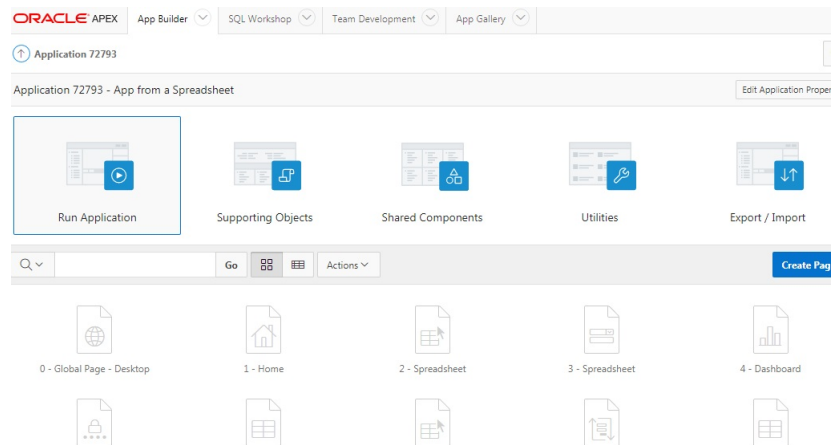 ORACLE APEX App Builder SQL Workshop Team Development App Gallery
Application 72793
Application 72793 - App from a Spreadsheet Edit Application
Run Application Supporting Objects Shared Components Utilities Export / Import
Go Actions Create
0 - Global Page - Desktop 1 - Home 2 - Spreadsheet 3 - Spreadsheet 4 - Dashboard